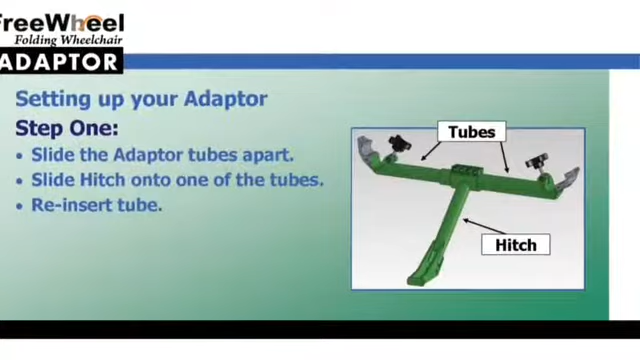 FreeWheel
Folding Wheelchair
ADAPTOR
Setting up your Adaptor
Step One:
• Slide the Adaptor tubes apart.
• Slide Hitch onto one of the tubes.
• Re-insert tube.
Tubes
Hitch